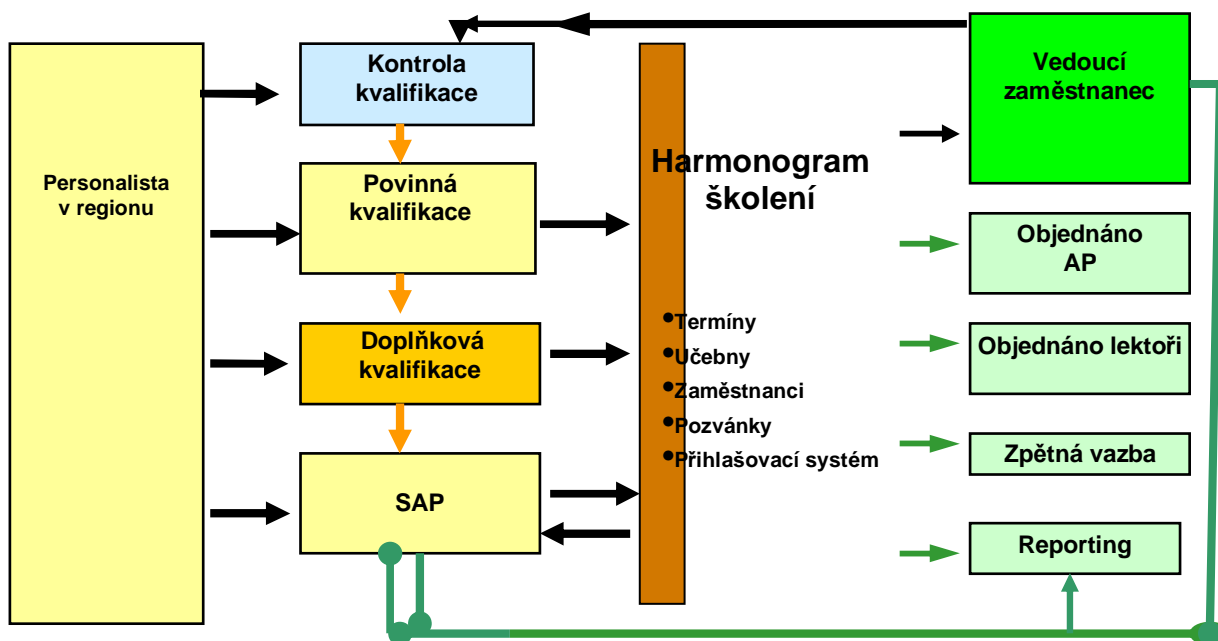 Personalista
v regionu
Kontrola
kvalifikace
Povinná
kvalifikace
Doplňková
kvalifikace
SAP
Harmonogram
školení
•Termíny
•Učebny
•Zaměstnanci
•Pozvánky
•Přihlašovací systém
Vedoucí
zaměstnanec
Objednáno
AP
Objednáno lektoři
Zpětná vazba
Reporting